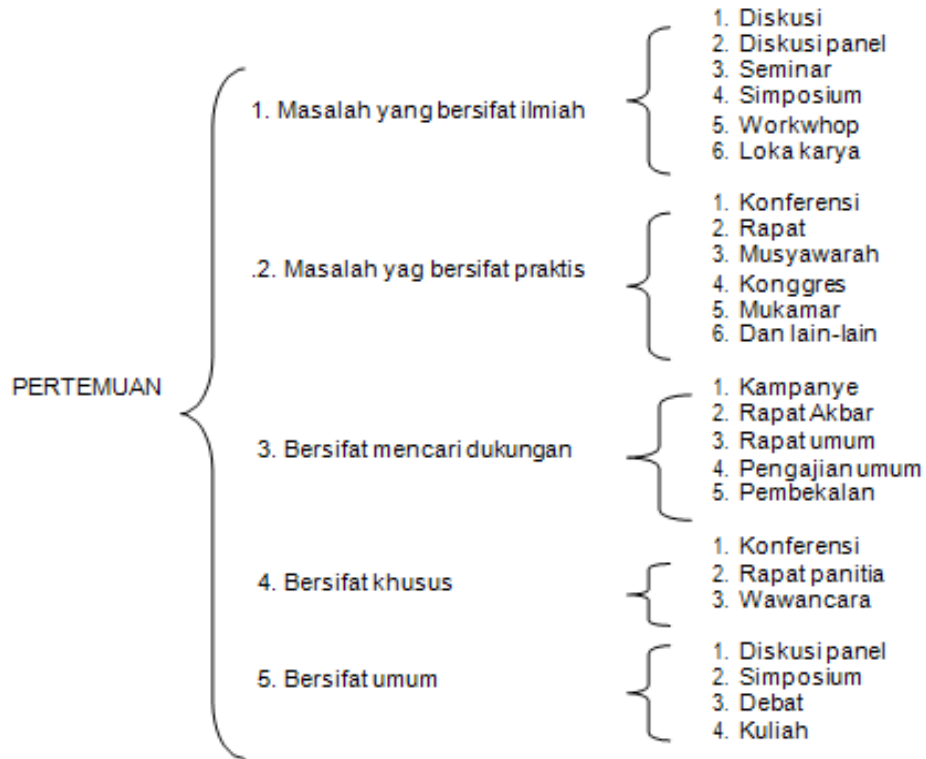 PERTEMUAN
1. Masalah yang bersifat ilmiah
1. Diskusi
2. Diskusi panel
3. Seminar
4. Simposium
5. Workwhop
6. Loka karya
.2. Masalah yag bersifat praktis
1. Konferensi
2. Rapat
3. Musyawarah
4. Konggres
5. Mukamar
6. Dan lain-lain
3. Bersifat mencari dukungan
1. Kampanye
2. Rapat Akbar
3. Rapat umum
4. Pengajian umum
5. Pembekalan
4. Bersifat khusus
1. Konferensi
2. Rapat panitia
3. Wawancara
5. Bersifat umum
1. Diskusi panel
2. Simposium
3. Debat
4. Kuliah